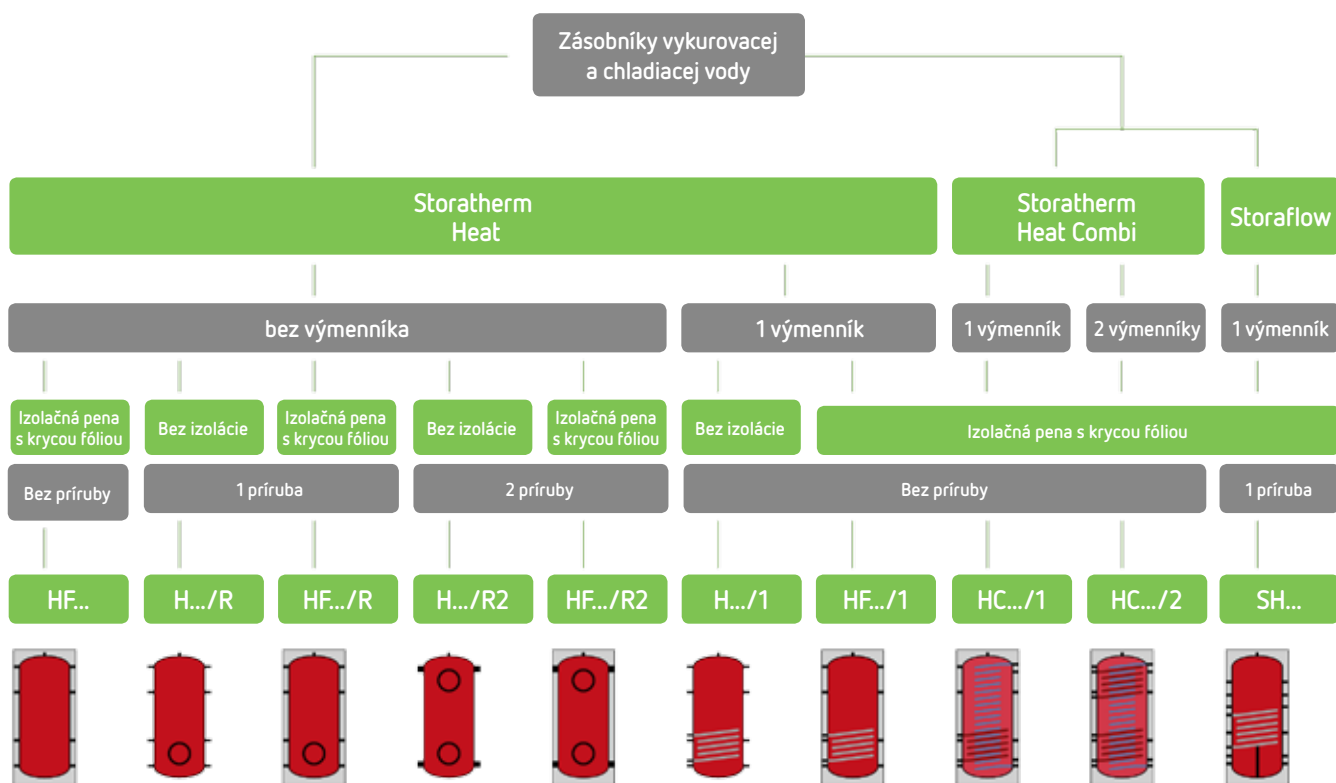 Zásobníky vykurovacej
a chladiacej vody
Storatherm
Heat
Storatherm
Heat Combi
Storaflow
bez výmenníka
1 výmenník
1 výmenník
2 výmenníky
1 výmenník
Izolačná pena
s krycou fóliou
Bez izolácie
Izolačná pena
s krycou fóliou
Bez izolácie
Izolačná pena
s krycou fóliou
Bez izolácie
Izolačná pena s krycou fóliou
Bez príruby
1 príruba
2 príruby
Bez príruby
1 príruba
HF...
H.../R
HF.../R
H.../R2
HF.../R2
H.../1
HF.../1
HC.../1
HC.../2
SH...